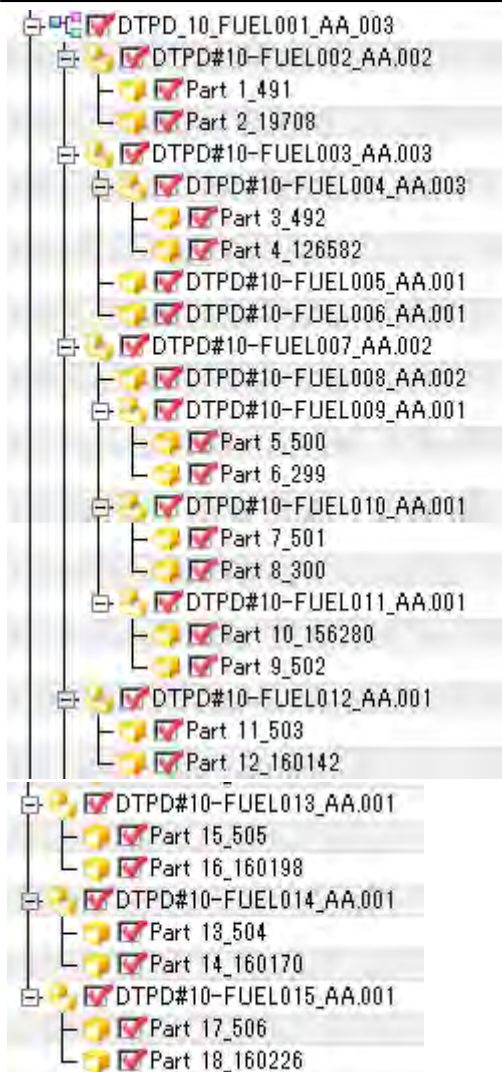 DTPD_10_FUEL001_AA_003
DTPD#10-FUEL002_AA.002
Part 1_491
Part 2_19708
DTPD#10-FUEL003_AA.003
DTPD#10-FUEL004_AA.003
Part 3_492
Part 4_126582
DTPD#10-FUEL005_AA.001
DTPD#10-FUEL006_AA.001
DTPD#10-FUEL007_AA.002
DTPD#10-FUEL008_AA.002
DTPD#10-FUEL009_AA.001
Part 5_500
Part 6_299
DTPD#10-FUEL010_AA.001
Part 7_501
Part 8_300
DTPD#10-FUEL011_AA.001
Part 10_156280
Part 9_502
DTPD#10-FUEL012_AA.001
Part 11_503
Part 12_160142
DTPD#10-FUEL013_AA.001
Part 15_505
Part 16_160198
DTPD#10-FUEL014_AA.001
Part 13_504
Part 14_160170
DTPD#10-FUEL015_AA.001
Part 17_506
Part 18_160226